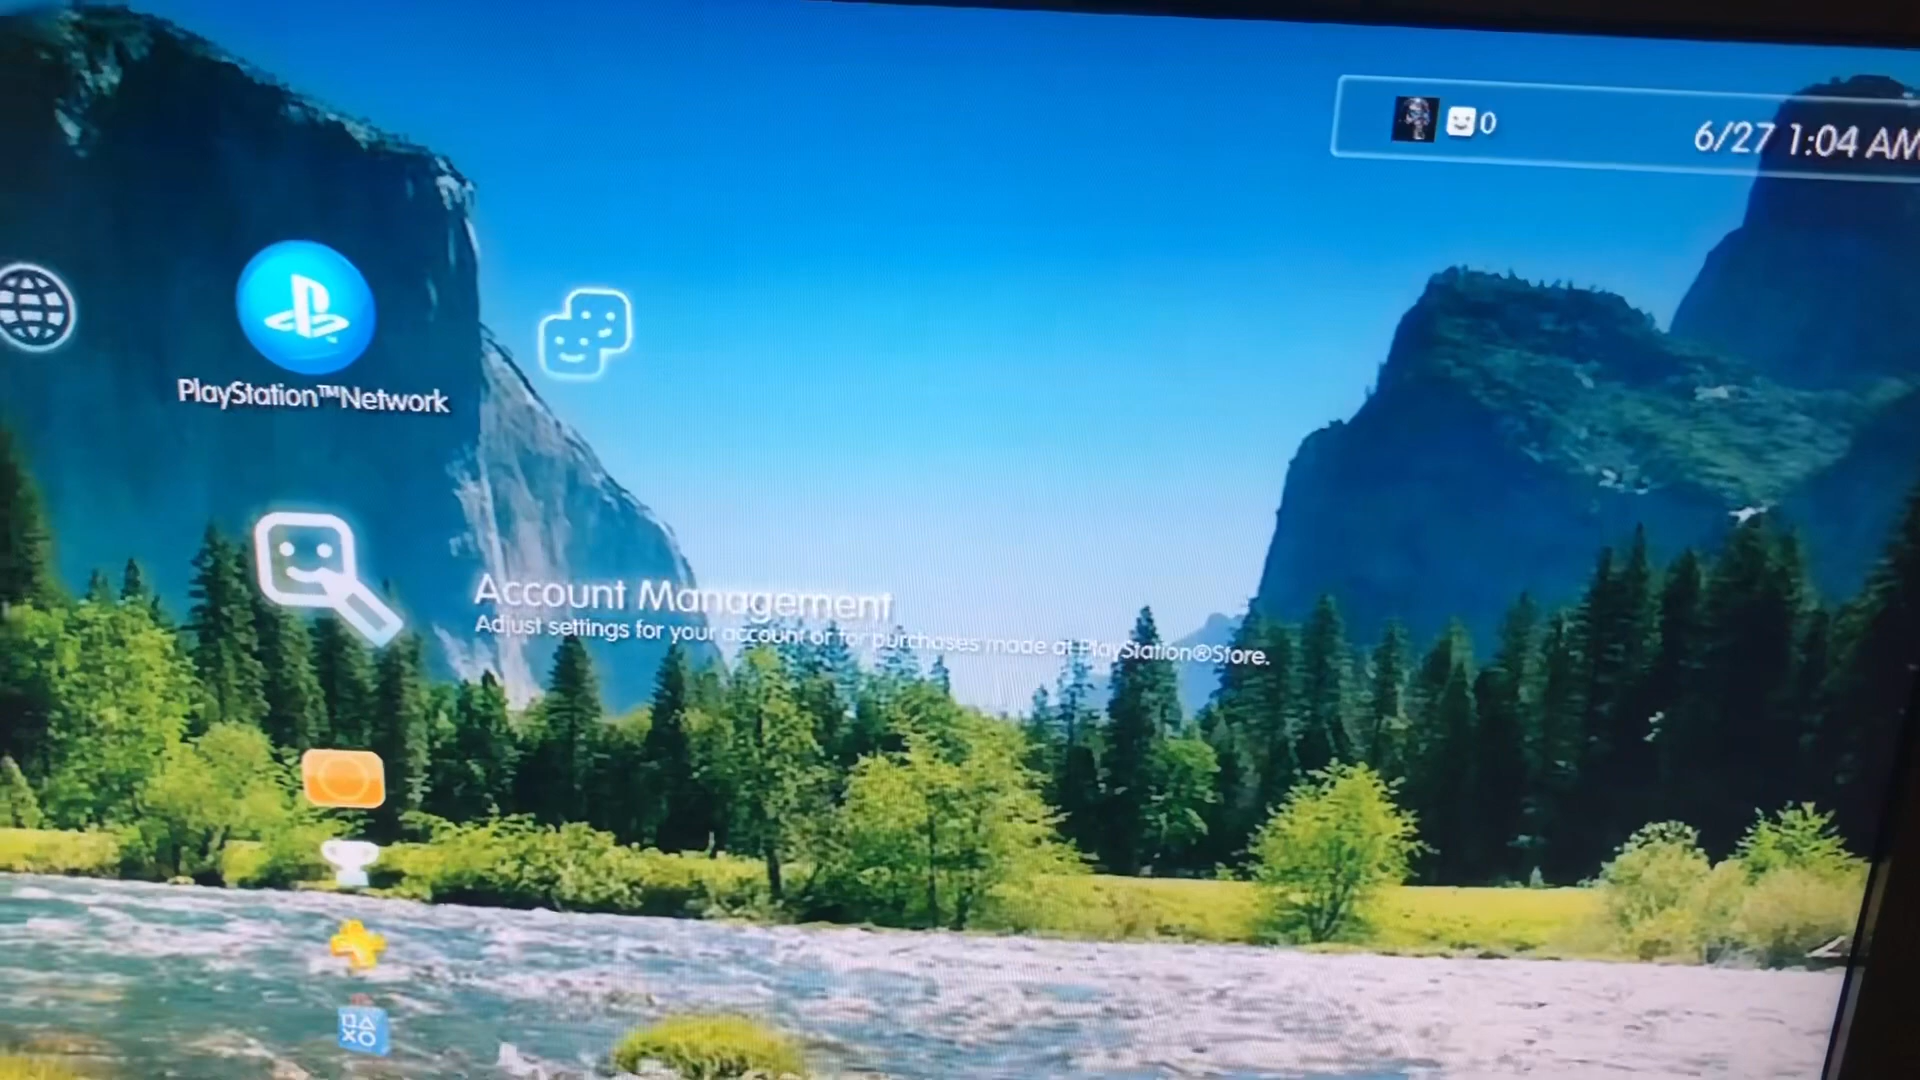 0
6/27 1:04 AM
PlayStation™Network
Account Management
Adjust settings for your account or for purchases made at PlayStation®Store.